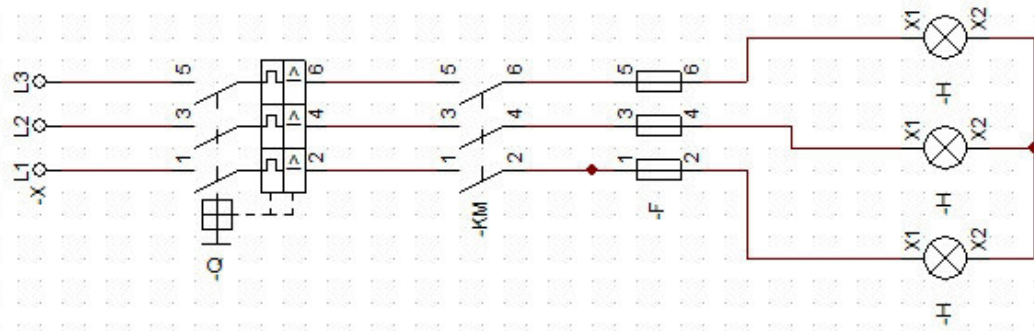 X1 X2
-H
L3 5 6 5 6 5 6
L2 3 4 3 4 3 4
X1 X2
-H
L1 1 2 1 2 1 2
-X
-Q
-KM
-F
X1 X2
-H